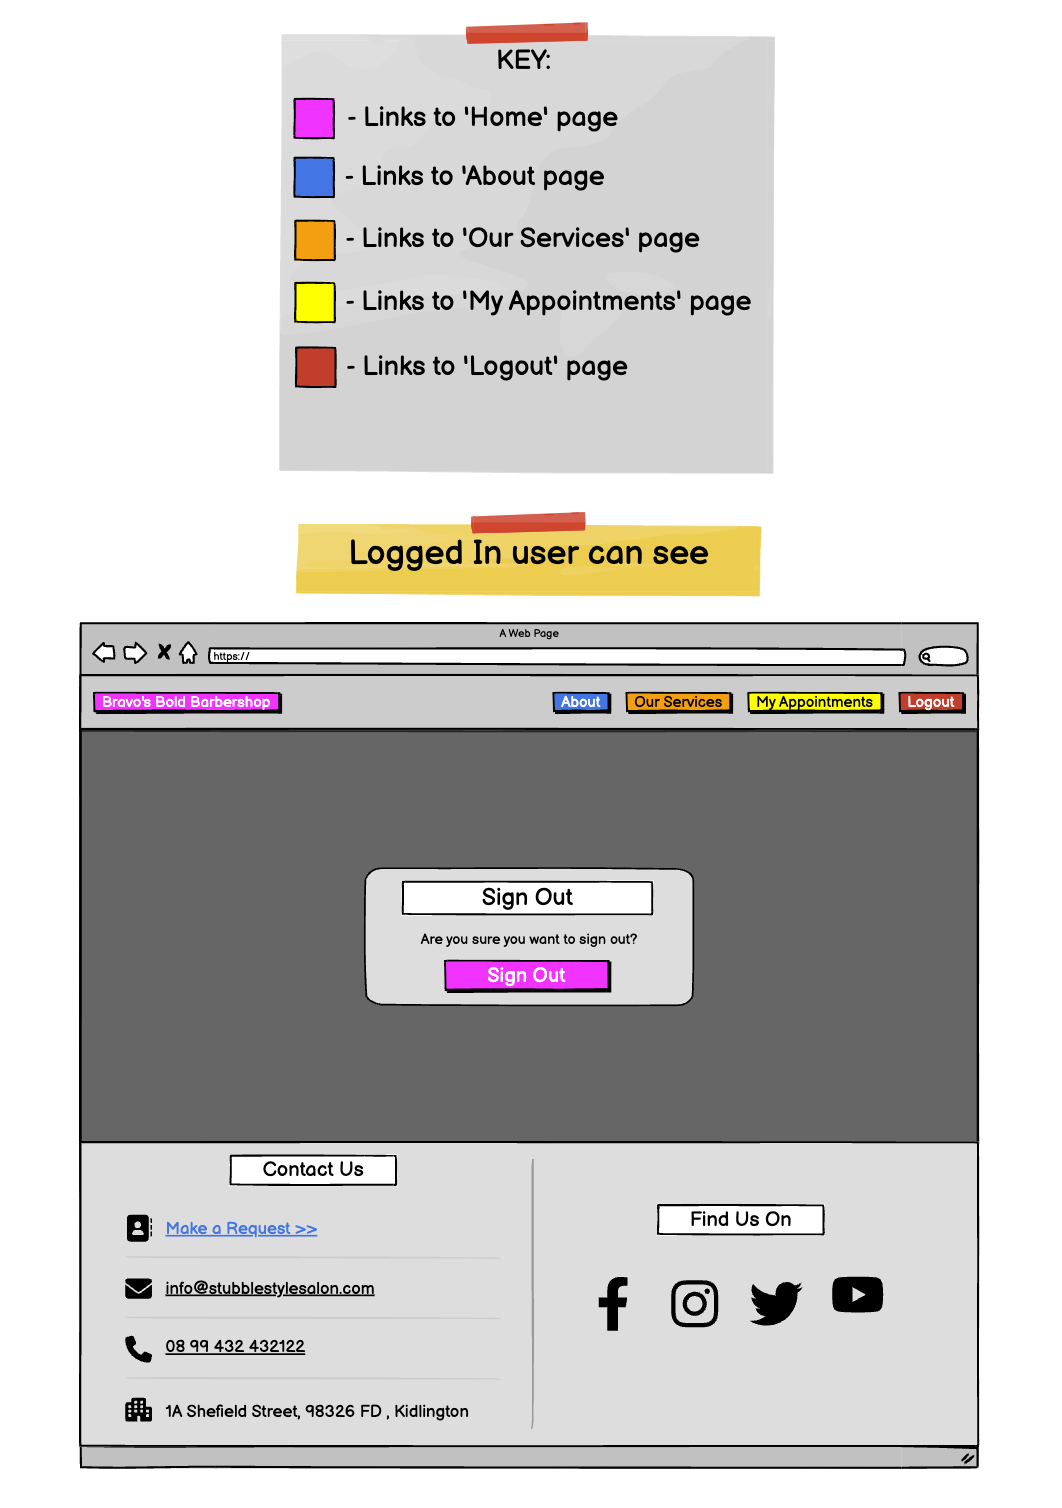 KEY:
- Links to 'Home' page
- Links to 'About page
- Links to 'Our Services' page
- Links to 'My Appointments' page
- Links to 'Logout' page
Logged In user can see
A Web Page
https://
Bravo's Bold Barbershop About Our Services My Appointments Logout
Sign Out
Are you sure you want to sign out?
Sign Out
Contact Us
Make a Request >>
info@stubblestylesalon.com
08 99 432 432122
1A Shefield Street, 98326 FD , Kidlington
Find Us On